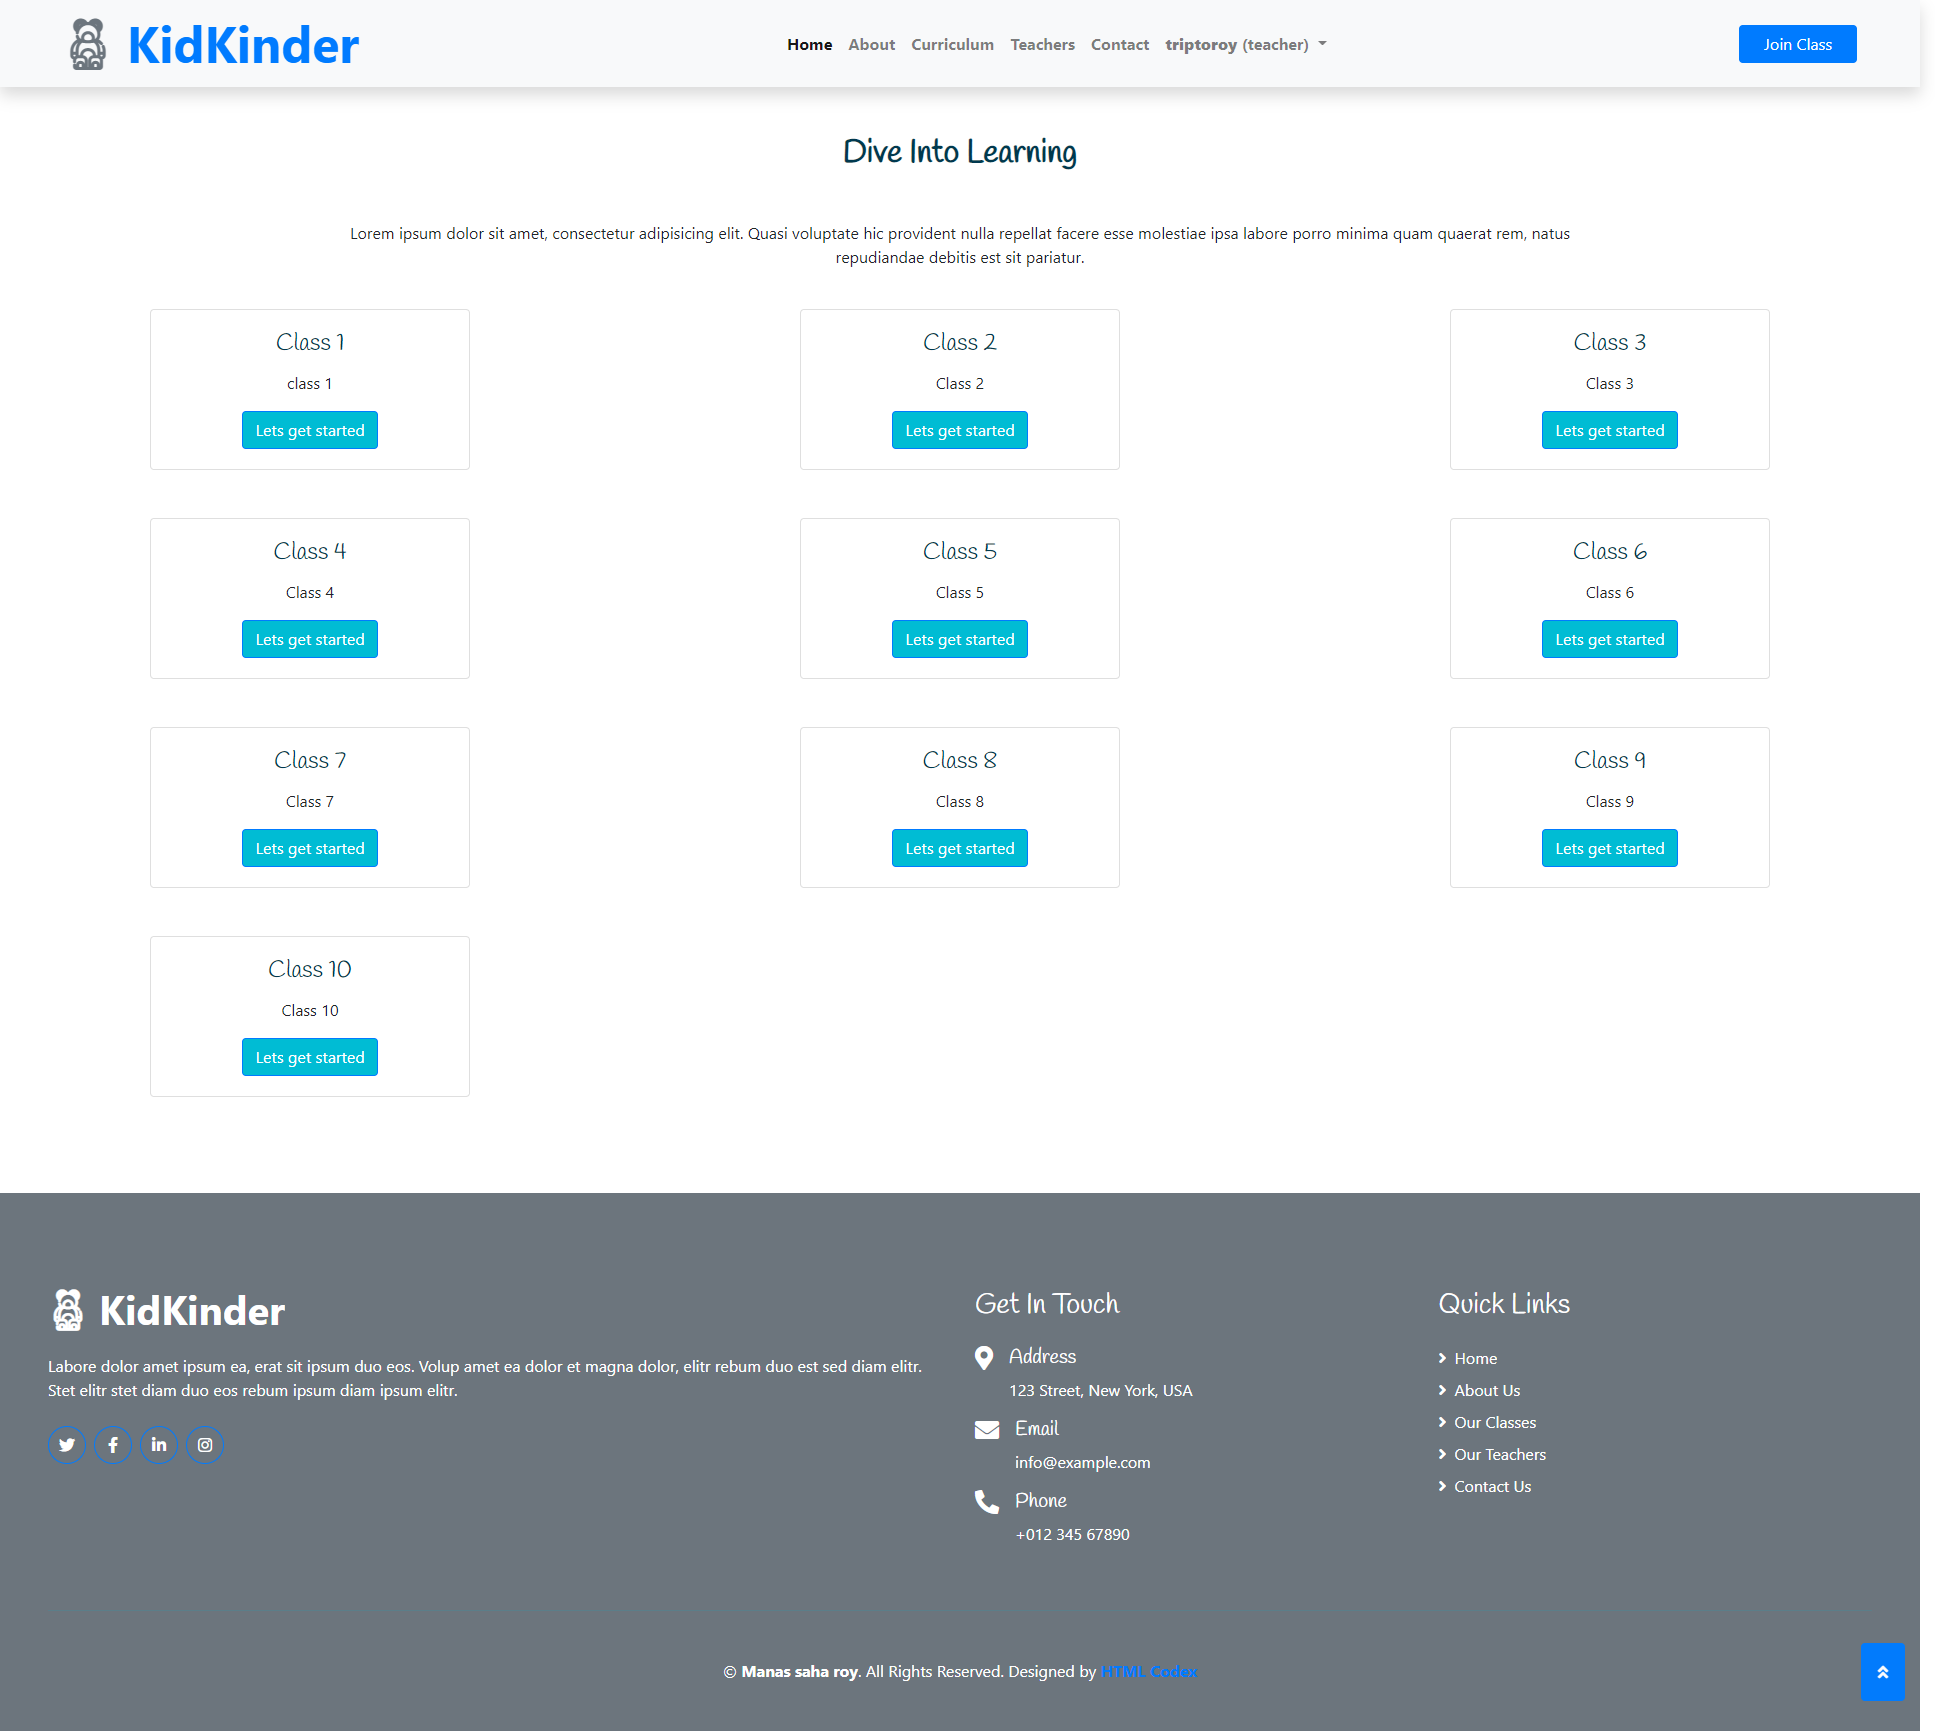 KidKinder
Home About Curriculum Teachers Contact triptoroy (teacher)
Join Class
Dive Into Learning
Lorem ipsum dolor sit amet, consectetur adipisicing elit. Quasi voluptate hic provident nulla repellat facere esse molestiae ipsa labore porro minima quam quaerat rem, natus
repudiandae debitis est sit pariatur.
Class 1
class 1
Lets get started
Class 2
Class 2
Lets get started
Class 3
Class 3
Lets get started
Class 4
Class 4
Lets get started
Class 5
Class 5
Lets get started
Class 6
Class 6
Lets get started
Class 7
Class 7
Lets get started
Class 8
Class 8
Lets get started
Class 9
Class 9
Lets get started
Class 10
Class 10
Lets get started
KidKinder
Labore dolor amet ipsum ea, erat sit ipsum duo eos. Volup amet ea dolor et magna dolor, elitr rebum duo est sed diam elitr.
Stet elitr stet diam duo eos rebum ipsum diam ipsum elitr.
Get In Touch
Address
123 Street, New York, USA
Email
info@example.com
Phone
+012 345 67890
Quick Links
Home
About Us
Our Classes
Our Teachers
Contact Us
© Manas saha roy. All Rights Reserved. Designed by HTML Codex